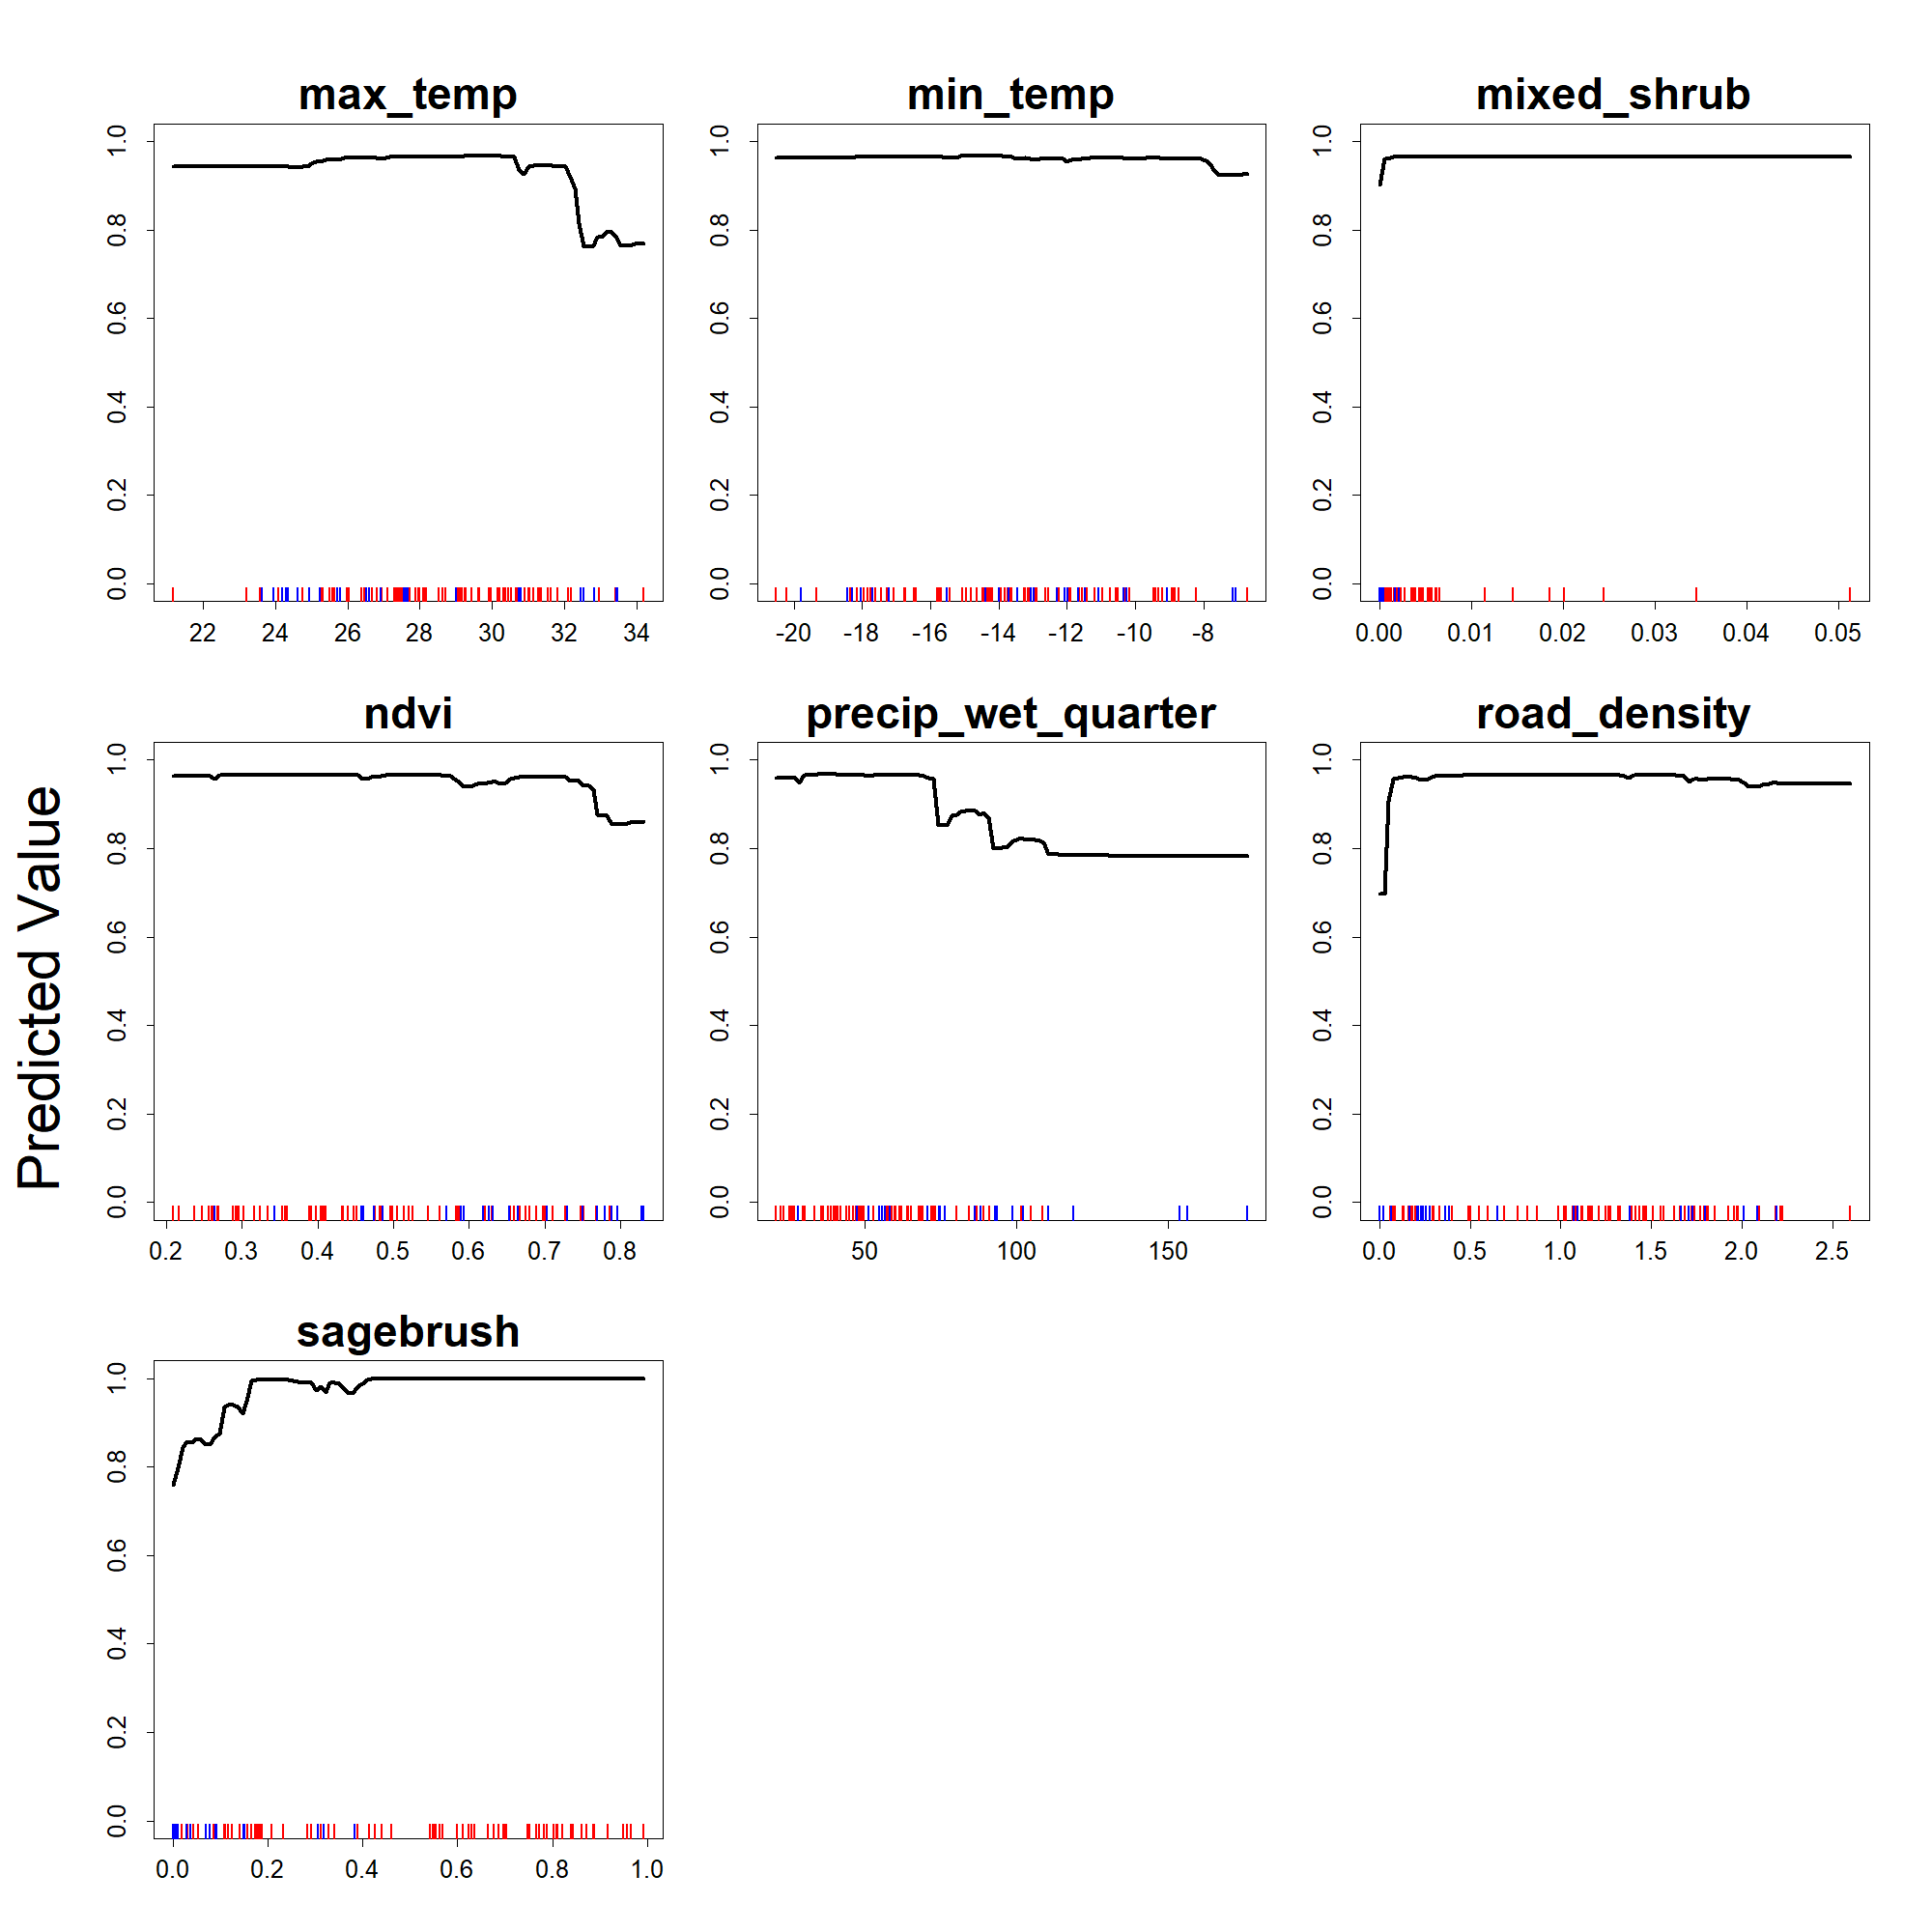 max_temp min_temp mixed_shrub
0.0 0.2 0.4 0.6 0.8 1.0
22 24 26 28 30 32 34
0.0 0.2 0.4 0.6 0.8 1.0
-20 -18 -16 -14 -12 -10 -8
0.0 0.2 0.4 0.6 0.8 1.0
0.00 0.01 0.02 0.03 0.04 0.05
Predicted Value
ndvi precip_wet_quarter road_density
0.0 0.2 0.4 0.6 0.8 1.0
0.2 0.3 0.4 0.5 0.6 0.7 0.8
0.0 0.2 0.4 0.6 0.8 1.0
50 100 150
0.0 0.2 0.4 0.6 0.8 1.0
0.0 0.5 1.0 1.5 2.0 2.5
sagebrush
0.0 0.2 0.4 0.6 0.8 1.0
0.0 0.2 0.4 0.6 0.8 1.0